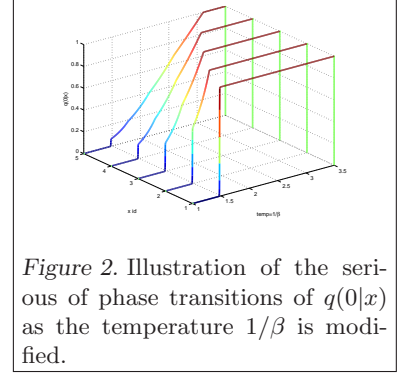 1
0.8
0.6
0.4
0.2
0
q(0|x)
5
4
3
2
1
x id
1
1.5
2
2.5
3
3.5
temp=1/β
Figure 2. Illustration of the seri-
ous of phase transitions of q(0|x)
as the temperature 1/β is modi-
fied.